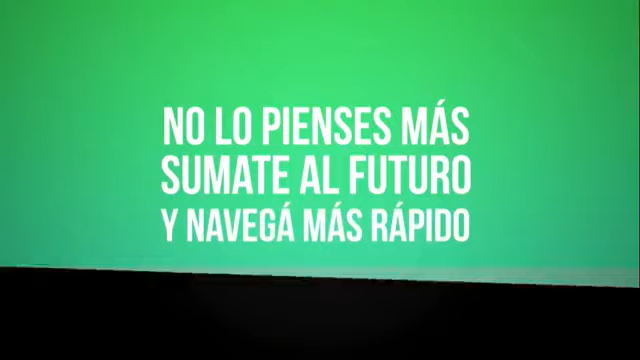 NO LO PIENSES MÁS
SUMATE AL FUTURO
Y NAVEGÁ MÁS RÁPIDO